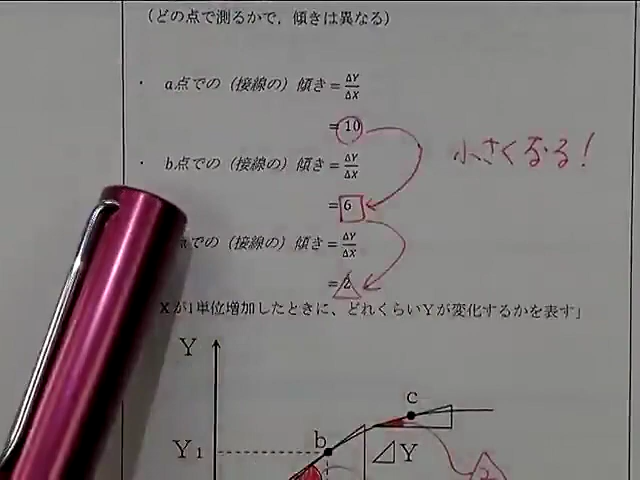 （どの点で測るかで，傾きは異なる）
・ a点での（接線の）傾き＝ΔY/ΔX
＝10
小さくなる！
・ b点での（接線の）傾き＝ΔY/ΔX
＝6
での（接線の）傾き＝ΔY/ΔX
＝2
Xが1単位増加したときに、どれくらいYが変化するかを表す」
Y
c
b
Y1
⊿Y
2